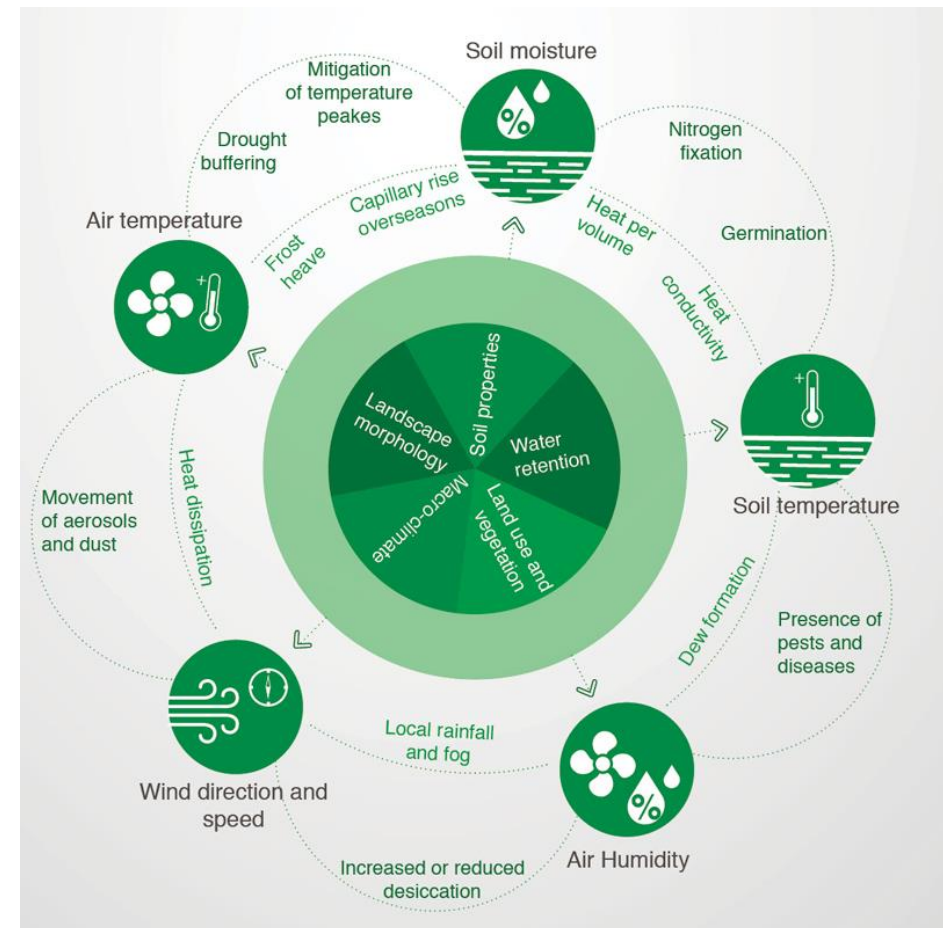 Soil moisture
Mitigation
of temperature
peakes
Drought
buffering
Nitrogen
fixation
Capillary rise
overseasons
Frost
heave
Heat per
volume
Heat
conductivity
Germination
Air temperature
%
+
Soil properties
Landscape
morphology
Water
retention
Macro-climate
Land use and
vegetation
+
Soil temperature
Heat dissipation
Movement
of aerosols
and dust
Dew formation
Presence of
pests and
diseases
Local rainfall
and fog
Wind direction and
speed
%
Air Humidity
Increased or reduced
desiccation